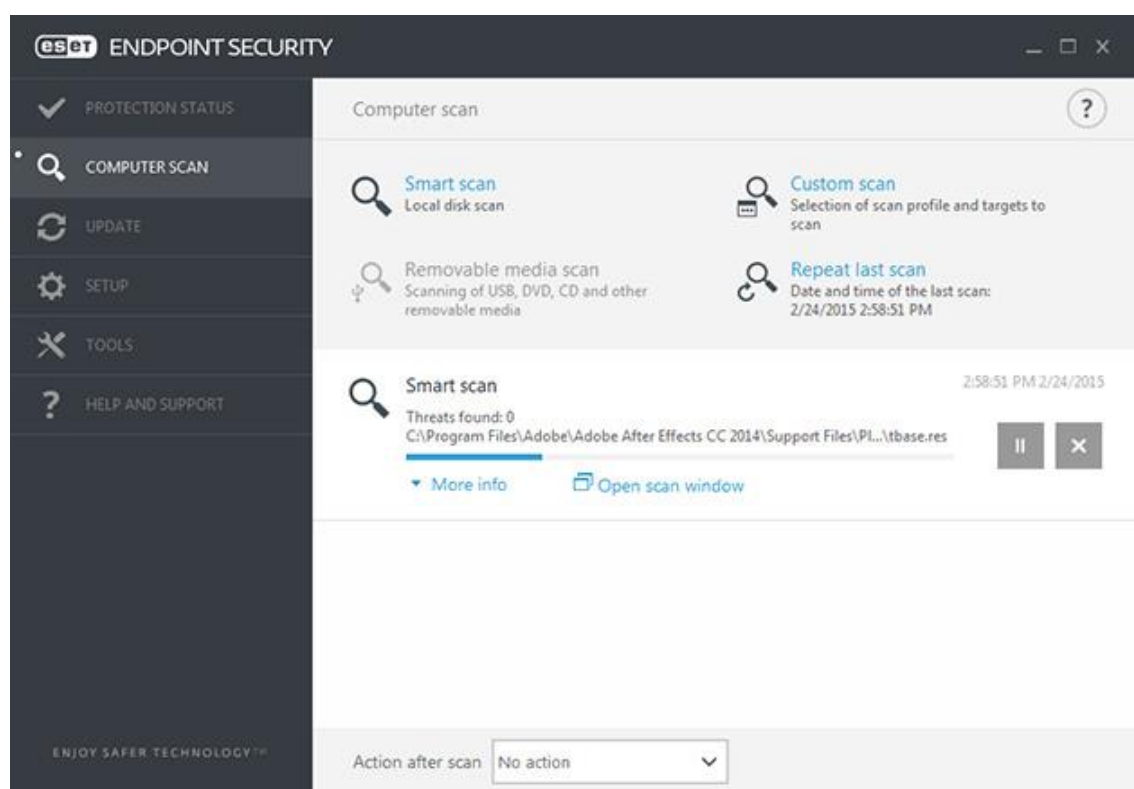 eset ENDPOINT SECURITY
PROTECTION STATUS
COMPUTER SCAN
UPDATE
SETUP
TOOLS
HELP AND SUPPORT
ENJOY SAFER TECHNOLOGY™
Computer scan
?
Smart scan
Local disk scan
Custom scan
Selection of scan profile and targets to
scan
Removable media scan
Scanning of USB, DVD, CD and other
removable media
Repeat last scan
Date and time of the last scan:
2/24/2015 2:58:51 PM
Smart scan
2:58:51 PM 2/24/2015
Threats found: 0
C:\Program Files\Adobe\Adobe After Effects CC 2014\Support Files\Pl...\tbase.res
More info
Open scan window
Action after scan
No action